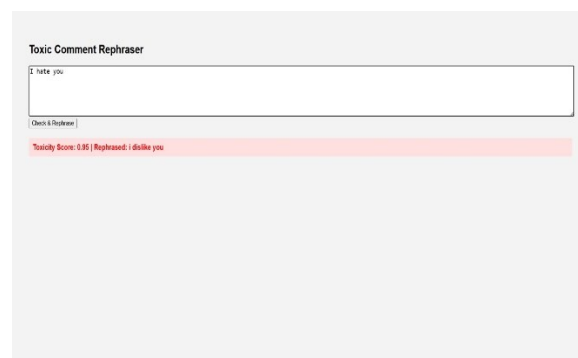 Toxic Comment Rephraser
I hate you
Check & Rephrase
Toxicity Score: 0.95 | Rephrased: i dislike you